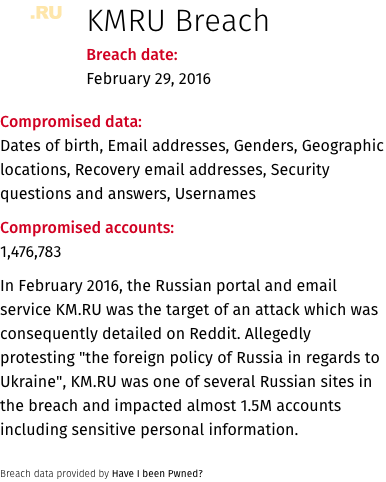 .RU
KMRU Breach
Breach date:
February 29, 2016
Compromised data:
Dates of birth, Email addresses, Genders, Geographic
locations, Recovery email addresses, Security
questions and answers, Usernames
Compromised accounts:
1,476,783
In February 2016, the Russian portal and email
service KM.RU was the target of an attack which was
consequently detailed on Reddit. Allegedly
protesting "the foreign policy of Russia in regards to
Ukraine", KM.RU was one of several Russian sites in
the breach and impacted almost 1.5M accounts
including sensitive personal information.
Breach data provided by Have I been Pwned?